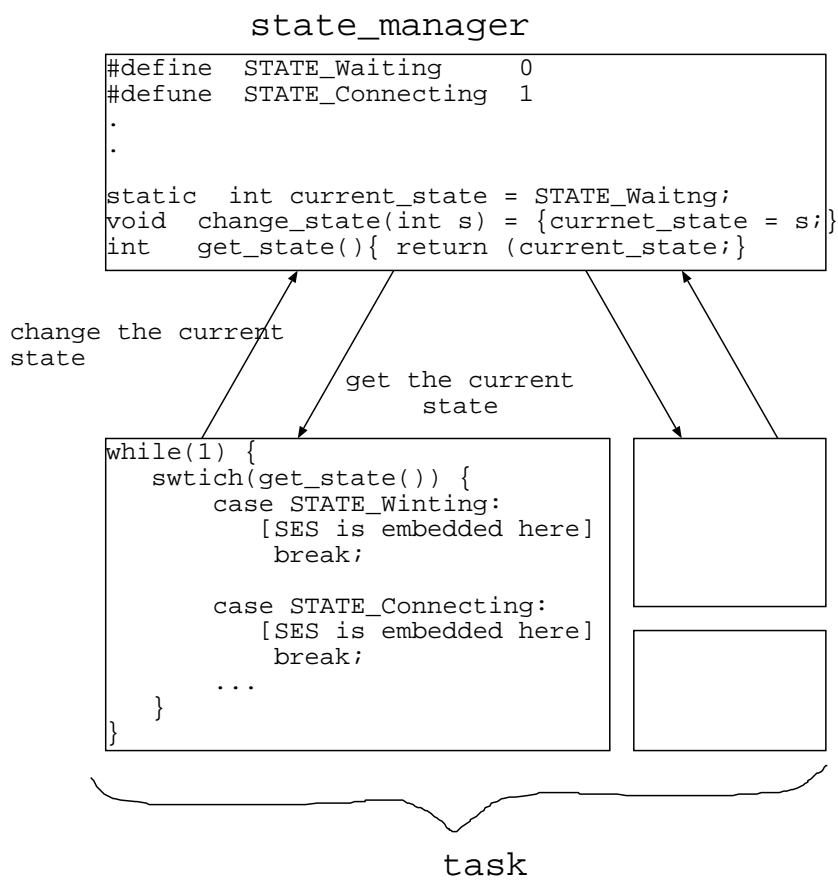 state_manager
#define  STATE_Waiting     0
#defune  STATE_Connecting  1
.
.
static  int current_state = STATE_Waitng;
void  change_state(int s) = {currnet_state = s;}
int   get_state(){ return (current_state;}
change the current
state
get the current
state
while(1) {
   swtich(get_state()) {
       case STATE_Winting:
          [SES is embedded here]
           break;
       case STATE_Connecting:
          [SES is embedded here]
           break;
       ...
   }
}
task